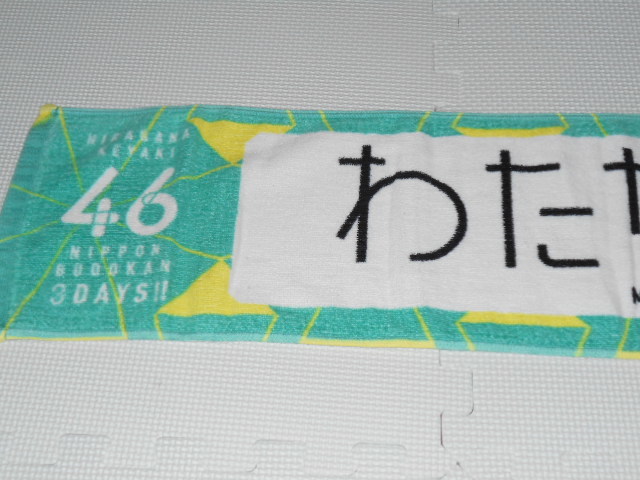 HIRAGANA
KEYAKI
46
NIPPON
BUDOKAN
3DAYS!!
わた